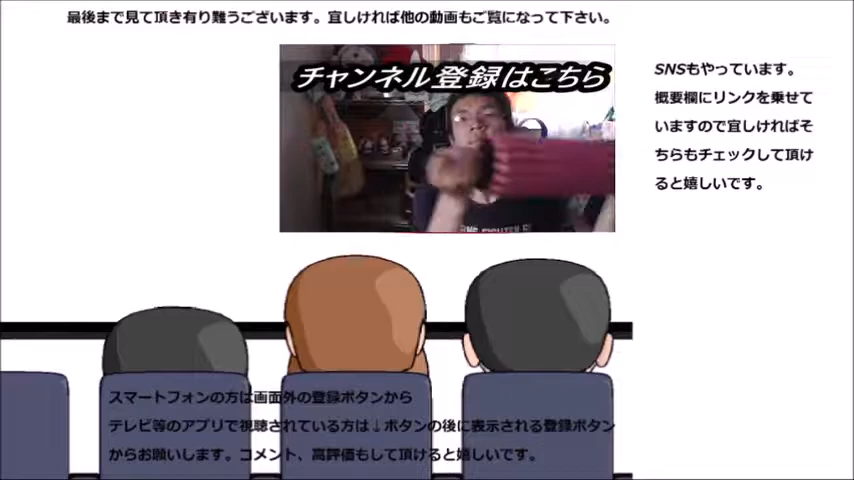 最後まで見て頂き有り難うございます。宜しければ他の動画もご覧になって下さい。
チャンネル登録はこちら
SNSもやっています。
概要欄にリンクを乗せて
いますので宜しければそ
ちらもチェックして頂け
ると嬉しいです。
スマートフォンの方は画面外の登録ボタンから
テレビ等のアプリで視聴されている方は↓ボタンの後に表示される登録ボタン
からお願いします。コメント、高評価もして頂けると嬉しいです。